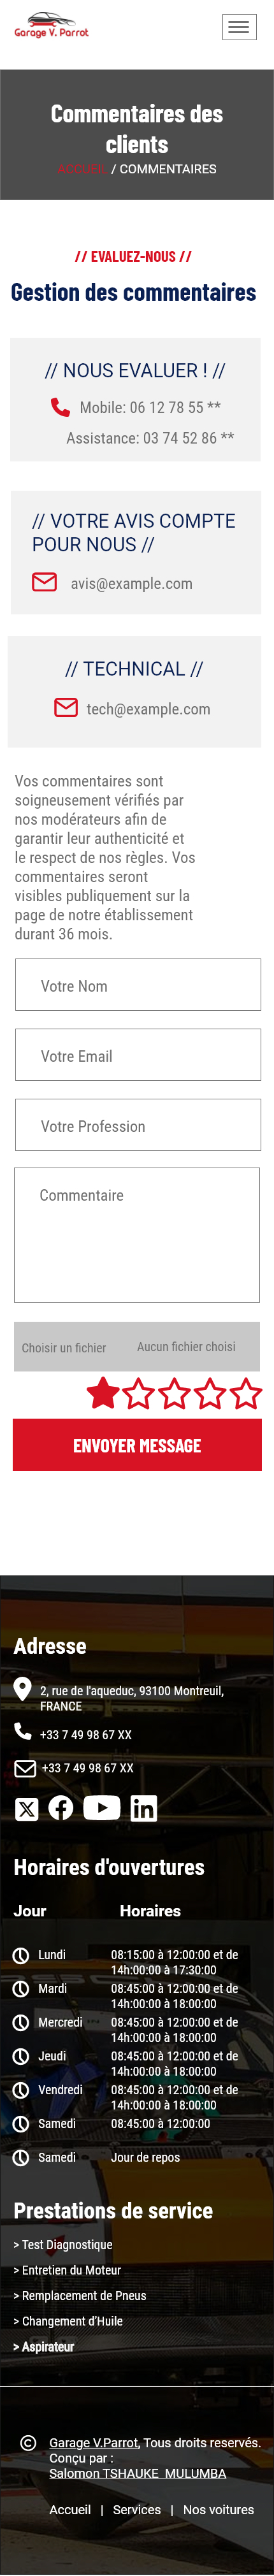 Garage V. Parrot
Commentaires des
clients
ACCUEIL / COMMENTAIRES
// EVALUEZ-NOUS //
Gestion des commentaires
// NOUS EVALUER ! //
Mobile: 06 12 78 55 **
Assistance: 03 74 52 86 **
// VOTRE AVIS COMPTE
POUR NOUS //
avis@example.com
// TECHNICAL //
tech@example.com
Vos commentaires sont
soigneusement vérifiés par
nos modérateurs afin de
garantir leur authenticité et
le respect de nos règles. Vos
commentaires seront
visibles publiquement sur la
page de notre établissement
durant 36 mois.
Votre Nom
Votre Email
Votre Profession
Commentaire
Choisir un fichier
Aucun fichier choisi
ENVOYER MESSAGE
Adresse
2, rue de l'aqueduc, 93100 Montreuil,
FRANCE
+33 7 49 98 67 XX
+33 7 49 98 67 XX
Horaires d'ouvertures
Jour Horaires
Lundi 08:15:00 à 12:00:00 et de
14h:00:00 à 17:30:00
Mardi 08:45:00 à 12:00:00 et de
14h:00:00 à 18:00:00
Mercredi 08:45:00 à 12:00:00 et de
14h:00:00 à 18:00:00
Jeudi 08:45:00 à 12:00:00 et de
14h:00:00 à 18:00:00
Vendredi 08:45:00 à 12:00:00 et de
14h:00:00 à 18:00:00
Samedi 08:45:00 à 12:00:00
Samedi Jour de repos
Prestations de service
> Test Diagnostique
> Entretien du Moteur
> Remplacement de Pneus
> Changement d'Huile
> Aspirateur
© Garage V.Parrot, Tous droits reservés.
Conçu par :
Salomon TSHAUKE MULUMBA
Accueil | Services | Nos voitures